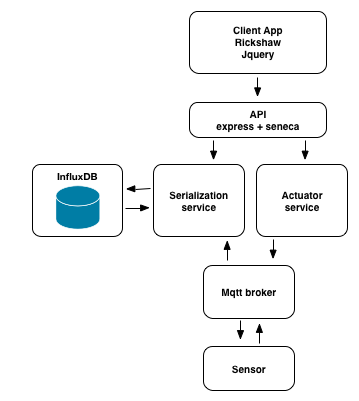 Client App
Rickshaw
Jquery
API
express + seneca
InfluxDB
Serialization
service
Actuator
service
Mqtt broker
Sensor